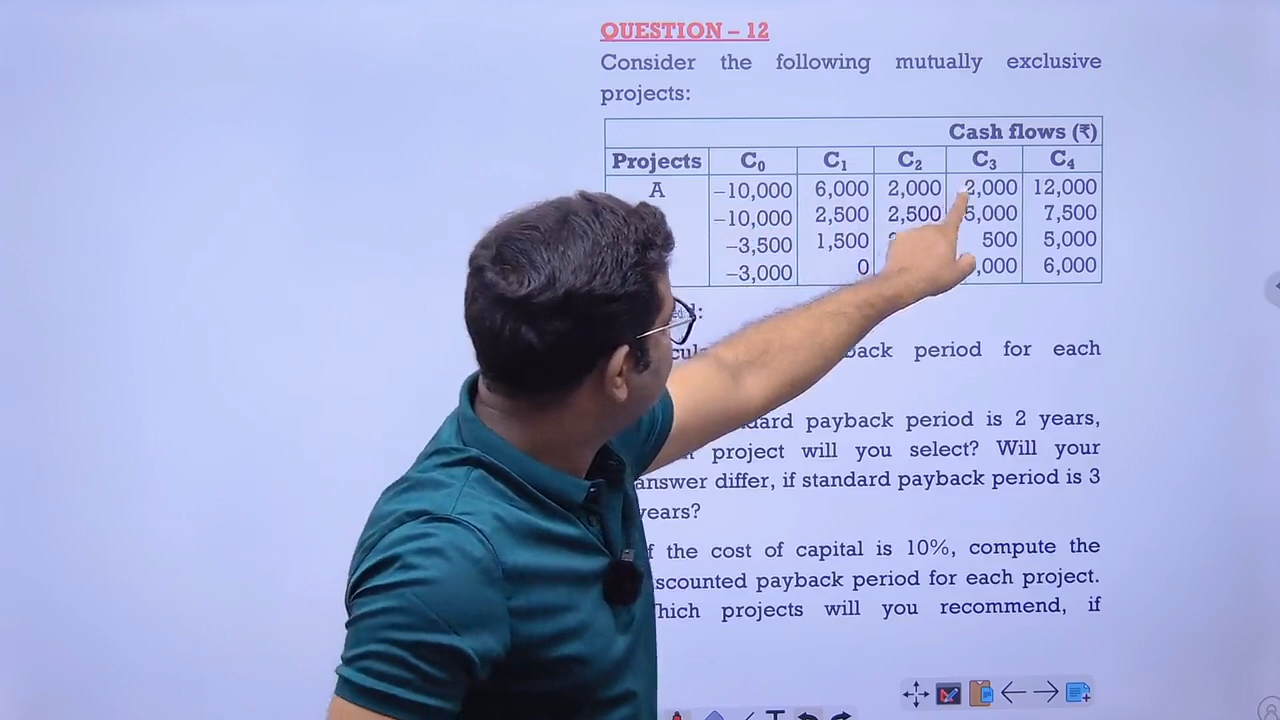 QUESTION – 12
Consider the following mutually exclusive
projects:
Cash flows (₹)
Projects C₀ C₁ C₂ C₃ C₄
A –10,000 6,000 2,000 2,000 12,000
–10,000 2,500 2,500 5,000 7,500
–3,500 1,500 500 5,000
–3,000 0 ,000 6,000
period for each
payback period is 2 years,
project will you select? Will your
answer differ, if standard payback period is 3
years?
the cost of capital is 10%, compute the
payback period for each project.
projects will you recommend, if